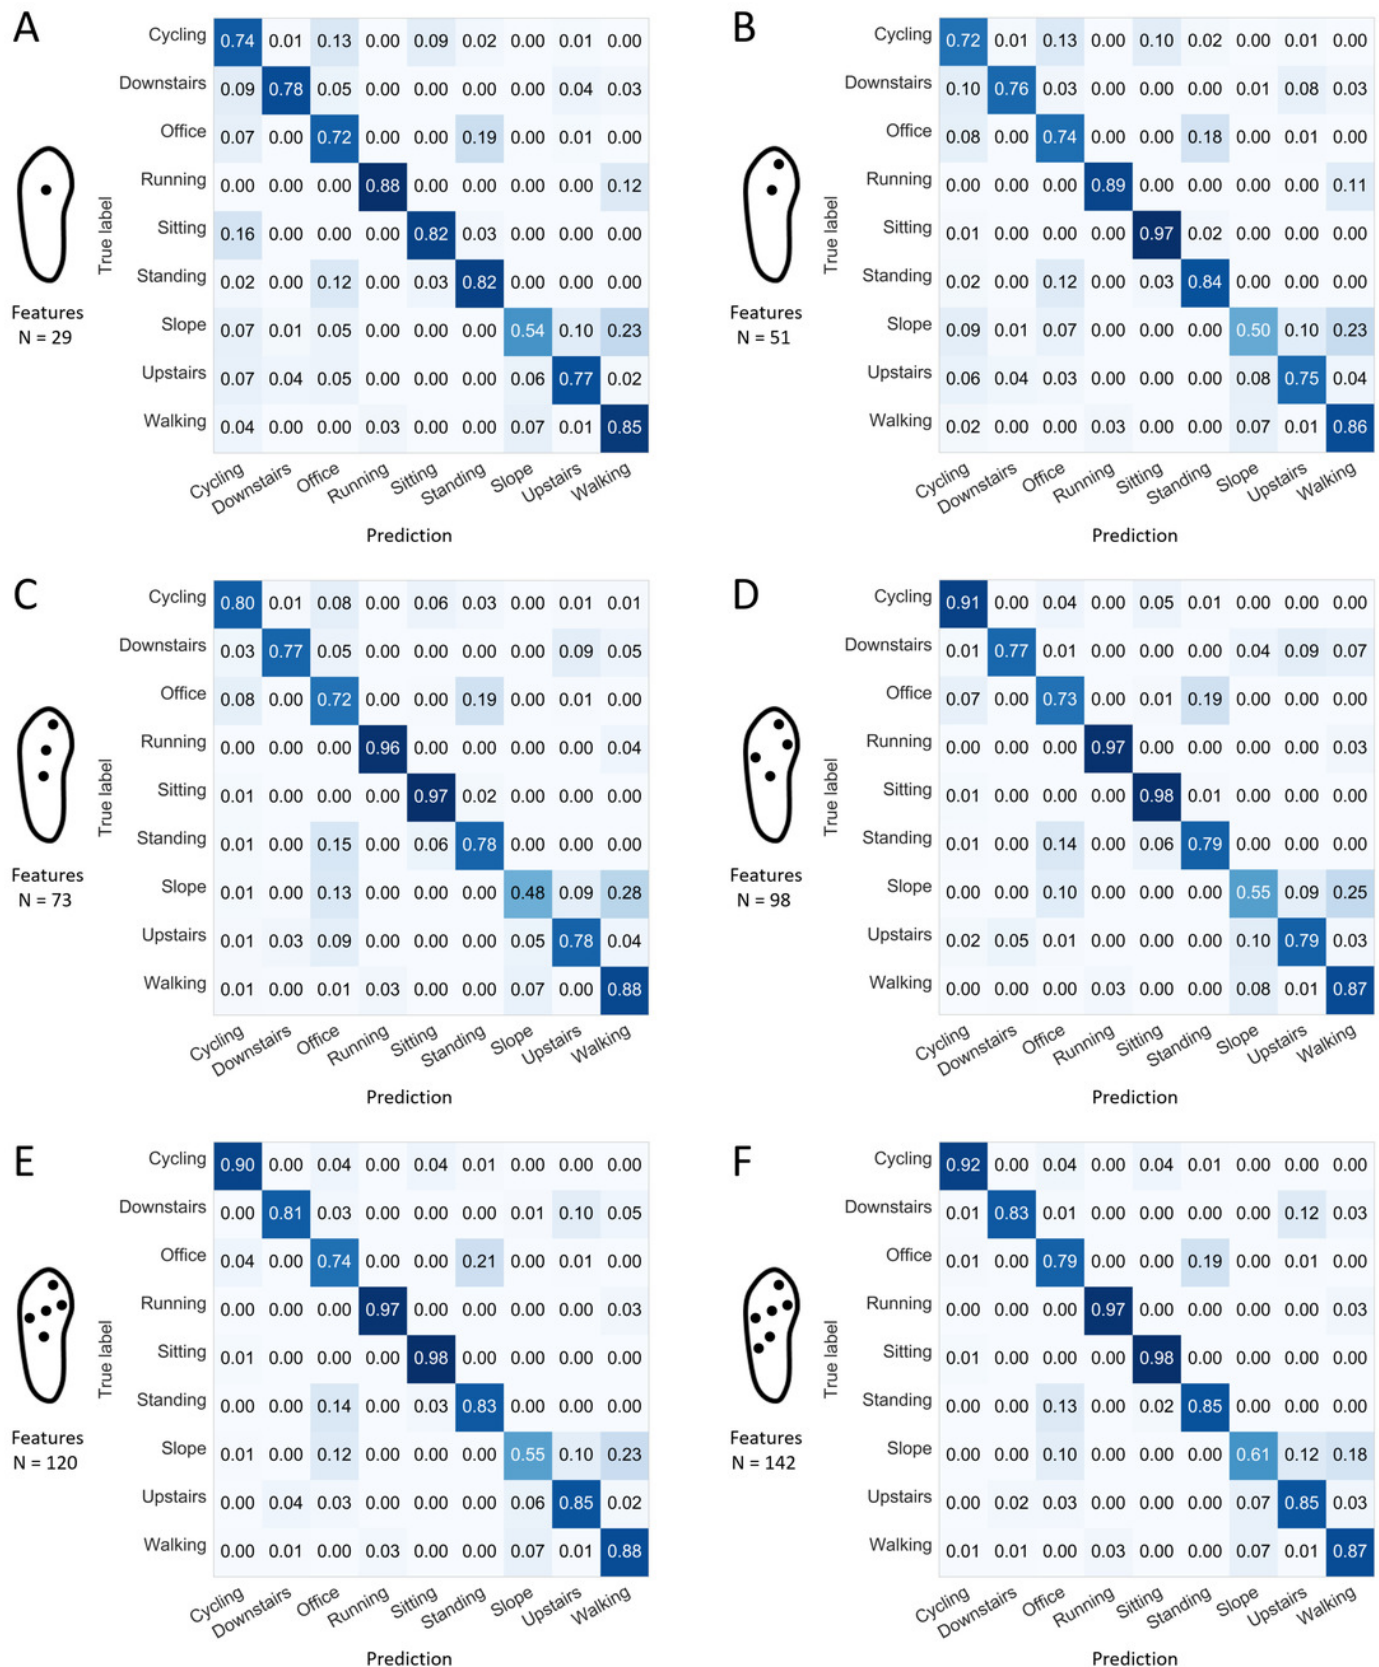 A
Cycling 0.74 0.01 0.13 0.00 0.09 0.02 0.00 0.01 0.00
Downstairs 0.09 0.78 0.05 0.00 0.00 0.00 0.00 0.04 0.03
Office 0.07 0.00 0.72 0.00 0.00 0.19 0.00 0.01 0.00
Running 0.00 0.00 0.00 0.88 0.00 0.00 0.00 0.00 0.12
Sitting 0.16 0.00 0.00 0.00 0.82 0.03 0.00 0.00 0.00
Standing 0.02 0.00 0.12 0.00 0.03 0.82 0.00 0.00 0.00
Slope 0.07 0.01 0.05 0.00 0.00 0.00 0.54 0.10 0.23
Upstairs 0.07 0.04 0.05 0.00 0.00 0.00 0.06 0.77 0.02
Walking 0.04 0.00 0.00 0.03 0.00 0.00 0.07 0.01 0.85
True label
Features
N = 29
Cycling Downstairs Office Running Sitting Standing Slope Upstairs Walking
Prediction
B
Cycling 0.72 0.01 0.13 0.00 0.10 0.02 0.00 0.01 0.00
Downstairs 0.10 0.76 0.03 0.00 0.00 0.00 0.01 0.08 0.03
Office 0.08 0.00 0.74 0.00 0.00 0.18 0.00 0.01 0.00
Running 0.00 0.00 0.00 0.89 0.00 0.00 0.00 0.00 0.11
Sitting 0.01 0.00 0.00 0.00 0.97 0.02 0.00 0.00 0.00
Standing 0.02 0.00 0.12 0.00 0.03 0.84 0.00 0.00 0.00
Slope 0.09 0.01 0.07 0.00 0.00 0.00 0.50 0.10 0.23
Upstairs 0.06 0.04 0.03 0.00 0.00 0.00 0.08 0.75 0.04
Walking 0.02 0.00 0.00 0.03 0.00 0.00 0.07 0.01 0.86
True label
Features
N = 51
Cycling Downstairs Office Running Sitting Standing Slope Upstairs Walking
Prediction
C
Cycling 0.80 0.01 0.08 0.00 0.06 0.03 0.00 0.01 0.01
Downstairs 0.03 0.77 0.05 0.00 0.00 0.00 0.00 0.09 0.05
Office 0.08 0.00 0.72 0.00 0.00 0.19 0.00 0.01 0.00
Running 0.00 0.00 0.00 0.96 0.00 0.00 0.00 0.00 0.04
Sitting 0.01 0.00 0.00 0.00 0.97 0.02 0.00 0.00 0.00
Standing 0.01 0.00 0.15 0.00 0.06 0.78 0.00 0.00 0.00
Slope 0.01 0.00 0.13 0.00 0.00 0.00 0.48 0.09 0.28
Upstairs 0.01 0.03 0.09 0.00 0.00 0.00 0.05 0.78 0.04
Walking 0.01 0.00 0.01 0.03 0.00 0.00 0.07 0.00 0.88
True label
Features
N = 73
Cycling Downstairs Office Running Sitting Standing Slope Upstairs Walking
Prediction
D
Cycling 0.91 0.00 0.04 0.00 0.05 0.01 0.00 0.00 0.00
Downstairs 0.01 0.77 0.01 0.00 0.00 0.00 0.04 0.09 0.07
Office 0.07 0.00 0.73 0.00 0.01 0.19 0.00 0.00 0.00
Running 0.00 0.00 0.00 0.97 0.00 0.00 0.00 0.00 0.03
Sitting 0.01 0.00 0.00 0.00 0.98 0.01 0.00 0.00 0.00
Standing 0.01 0.00 0.14 0.00 0.06 0.79 0.00 0.00 0.00
Slope 0.00 0.00 0.10 0.00 0.00 0.00 0.55 0.09 0.25
Upstairs 0.02 0.05 0.01 0.00 0.00 0.00 0.10 0.79 0.03
Walking 0.00 0.00 0.00 0.03 0.00 0.00 0.08 0.01 0.87
True label
Features
N = 98
Cycling Downstairs Office Running Sitting Standing Slope Upstairs Walking
Prediction
E
Cycling 0.90 0.00 0.04 0.00 0.04 0.01 0.00 0.00 0.00
Downstairs 0.00 0.81 0.03 0.00 0.00 0.00 0.01 0.10 0.05
Office 0.04 0.00 0.74 0.00 0.00 0.21 0.00 0.01 0.00
Running 0.00 0.00 0.00 0.97 0.00 0.00 0.00 0.00 0.03
Sitting 0.01 0.00 0.00 0.00 0.98 0.00 0.00 0.00 0.00
Standing 0.00 0.00 0.14 0.00 0.03 0.83 0.00 0.00 0.00
Slope 0.01 0.00 0.12 0.00 0.00 0.00 0.55 0.10 0.23
Upstairs 0.00 0.04 0.03 0.00 0.00 0.00 0.06 0.85 0.02
Walking 0.00 0.01 0.00 0.03 0.00 0.00 0.07 0.01 0.88
True label
Features
N = 120
Cycling Downstairs Office Running Sitting Standing Slope Upstairs Walking
Prediction
F
Cycling 0.92 0.00 0.04 0.00 0.04 0.01 0.00 0.00 0.00
Downstairs 0.01 0.83 0.01 0.00 0.00 0.00 0.00 0.12 0.03
Office 0.01 0.00 0.79 0.00 0.00 0.19 0.00 0.01 0.00
Running 0.00 0.00 0.00 0.97 0.00 0.00 0.00 0.00 0.03
Sitting 0.01 0.00 0.00 0.00 0.98 0.00 0.00 0.00 0.00
Standing 0.00 0.00 0.13 0.00 0.02 0.85 0.00 0.00 0.00
Slope 0.00 0.00 0.10 0.00 0.00 0.00 0.61 0.12 0.18
Upstairs 0.00 0.02 0.03 0.00 0.00 0.00 0.07 0.85 0.03
Walking 0.01 0.01 0.00 0.03 0.00 0.00 0.07 0.01 0.87
True label
Features
N = 142
Cycling Downstairs Office Running Sitting Standing Slope Upstairs Walking
Prediction